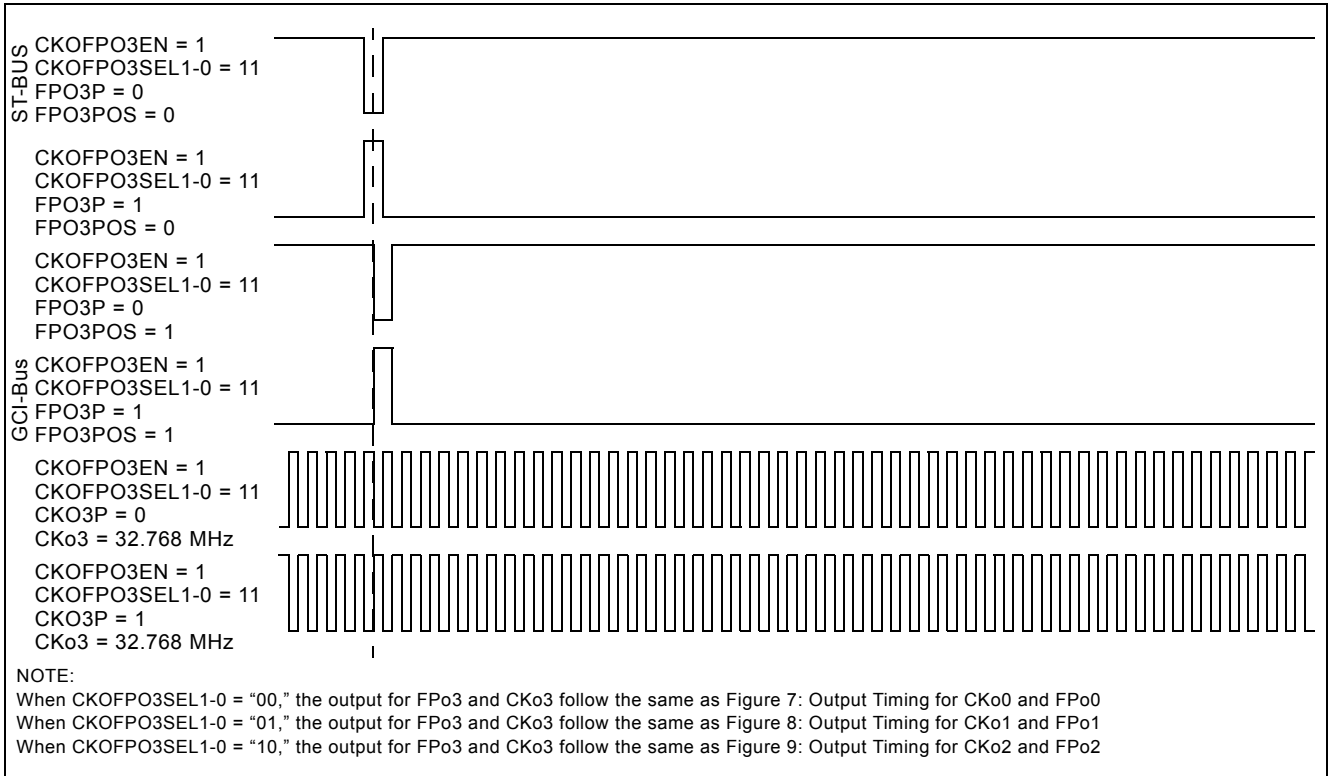 ST-BUS
CKOFPO3EN = 1
CKOFPO3SEL1-0 = 11
FPO3P = 0
FPO3POS = 0
CKOFPO3EN = 1
CKOFPO3SEL1-0 = 11
FPO3P = 1
FPO3POS = 0
CKOFPO3EN = 1
CKOFPO3SEL1-0 = 11
FPO3P = 0
FPO3POS = 1
GCI-Bus
CKOFPO3EN = 1
CKOFPO3SEL1-0 = 11
FPO3P = 1
FPO3POS = 1
CKOFPO3EN = 1
CKOFPO3SEL1-0 = 11
CKO3P = 0
CKo3 = 32.768 MHz
CKOFPO3EN = 1
CKOFPO3SEL1-0 = 11
CKO3P = 1
CKo3 = 32.768 MHz
NOTE:
When CKOFPO3SEL1-0 = “00,” the output for FPo3 and CKo3 follow the same as Figure 7: Output Timing for CKo0 and FPo0
When CKOFPO3SEL1-0 = “01,” the output for FPo3 and CKo3 follow the same as Figure 8: Output Timing for CKo1 and FPo1
When CKOFPO3SEL1-0 = “10,” the output for FPo3 and CKo3 follow the same as Figure 9: Output Timing for CKo2 and FPo2